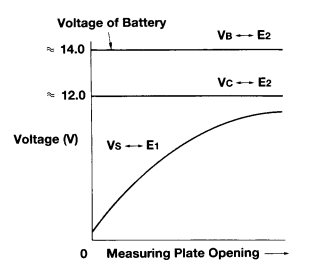 Voltage of Battery
VB ↔ E2
≈ 14.0
VC ↔ E2
≈ 12.0
Voltage (V)
VS ↔ E1
0
Measuring Plate Opening →